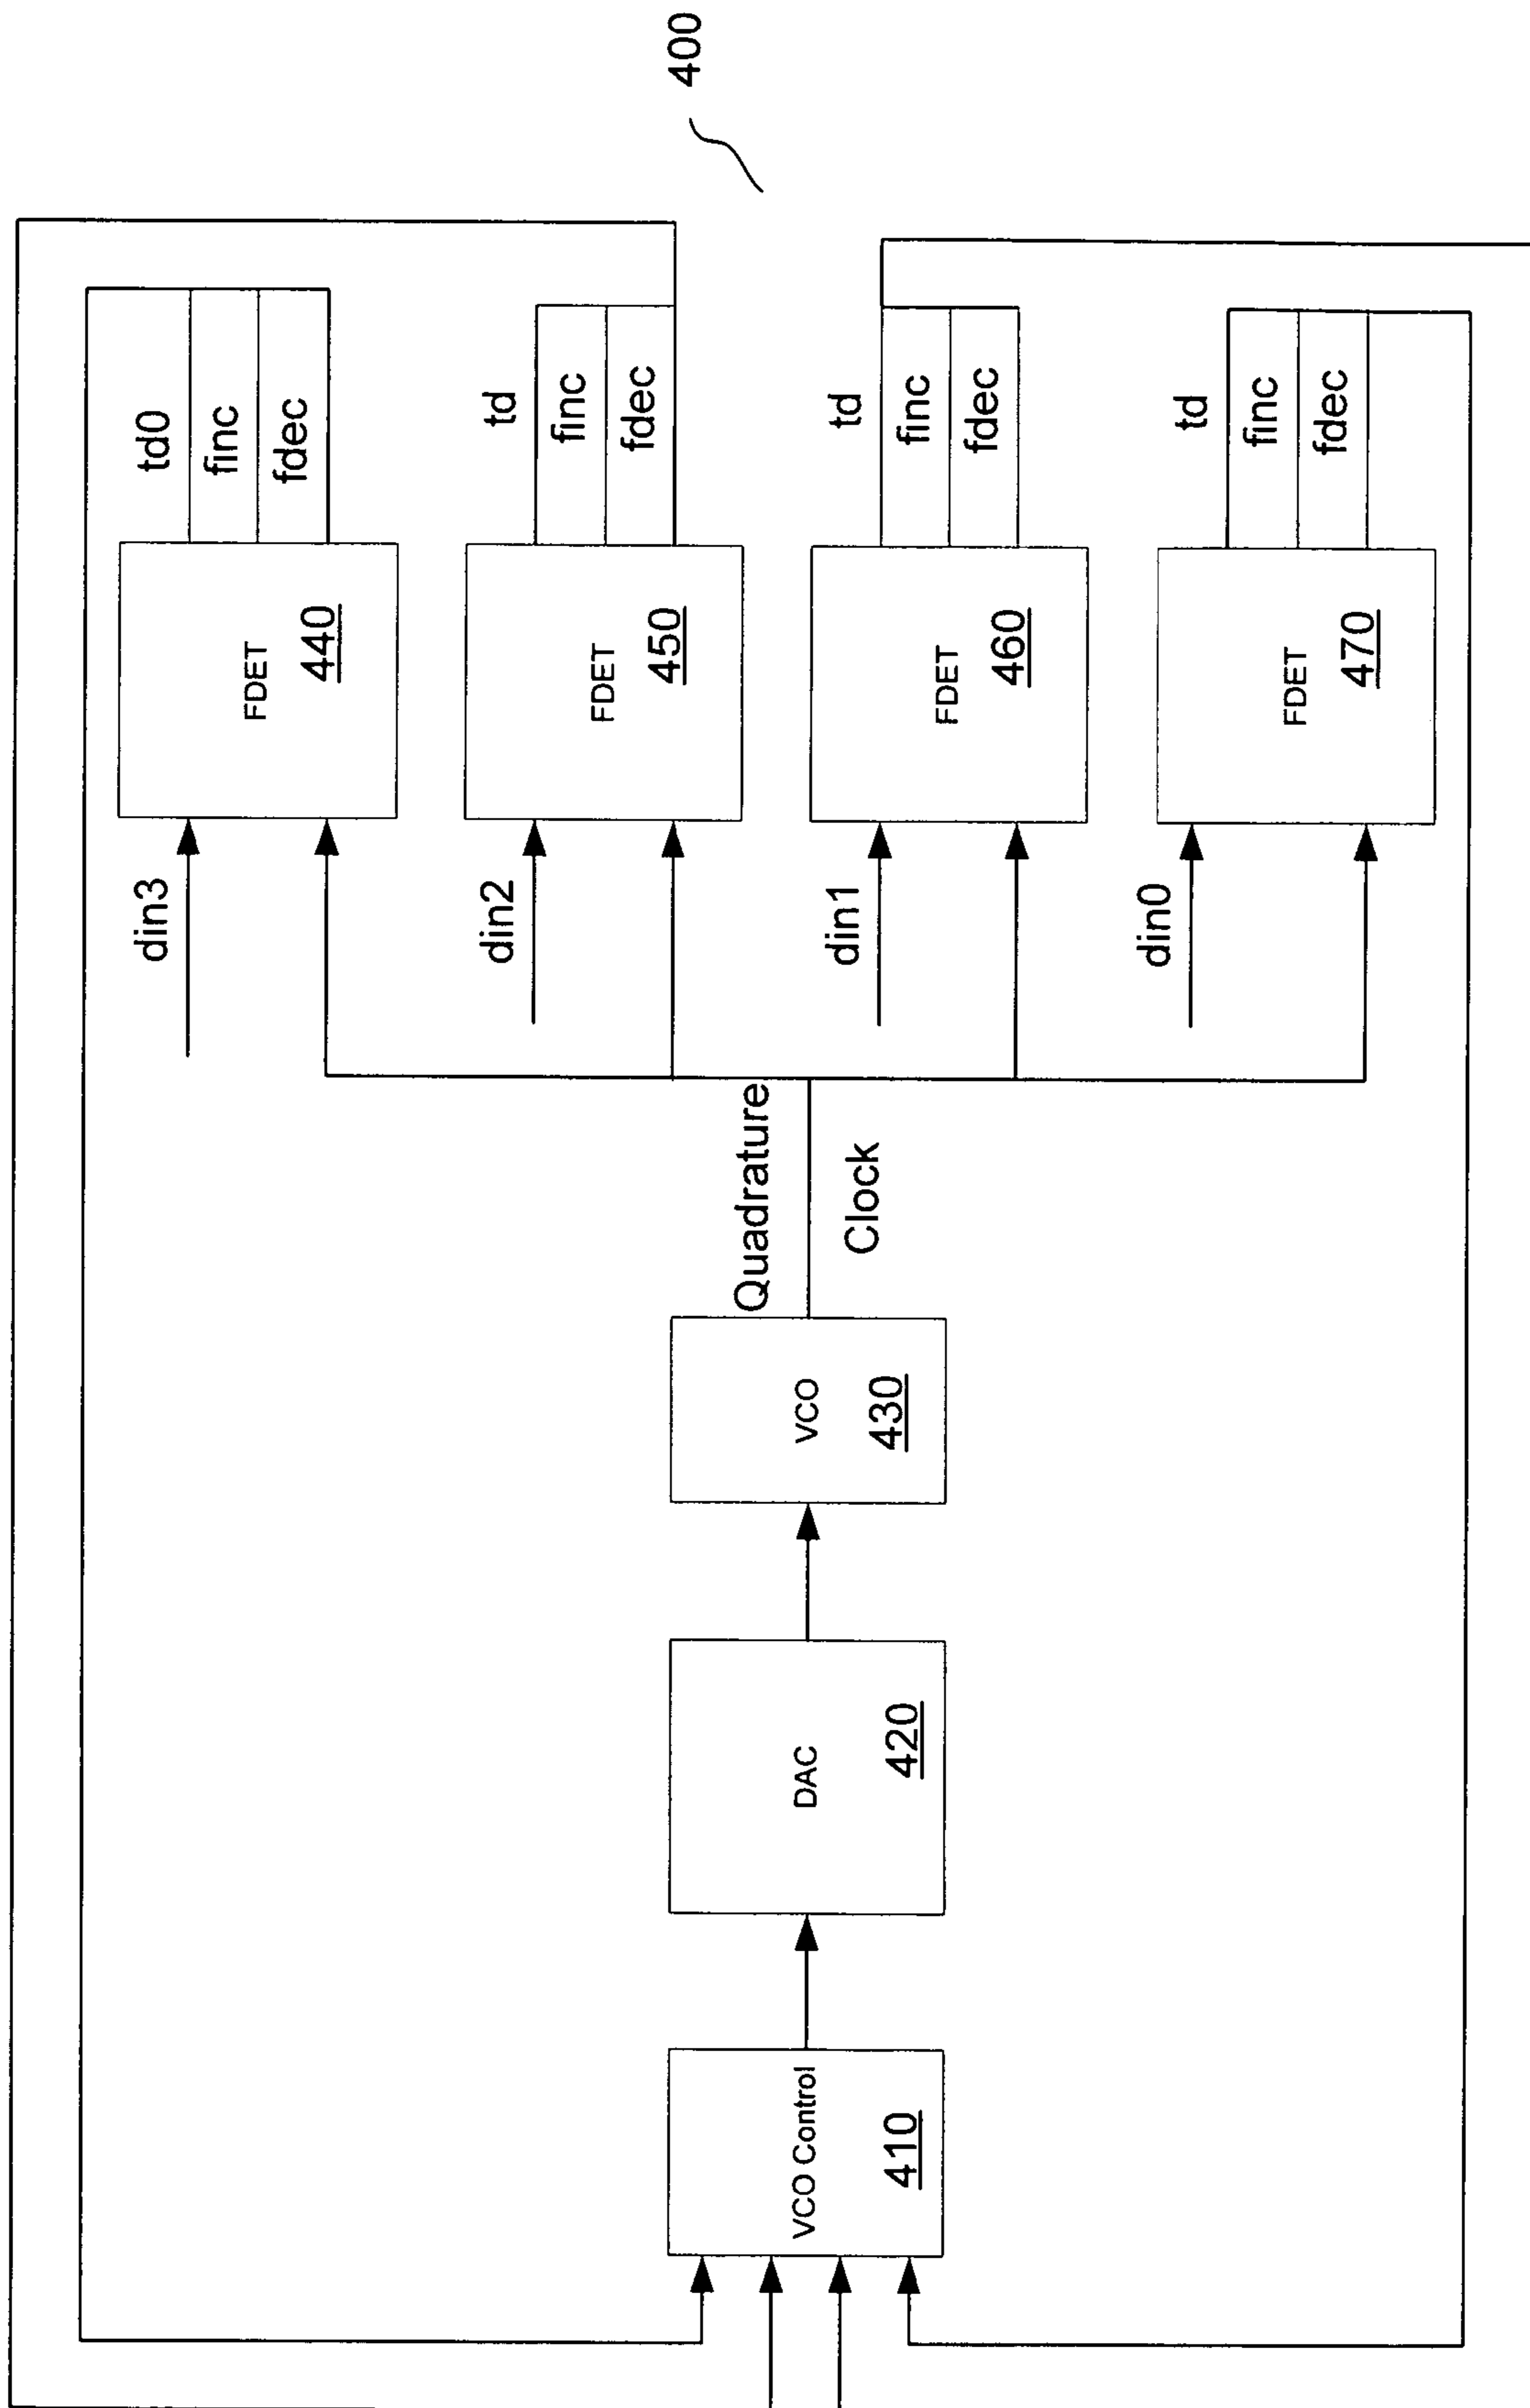 400
td0
finc
fdec
FDET
440
din3
td
finc
fdec
FDET
450
din2
td
finc
fdec
FDET
460
din1
td
finc
fdec
FDET
470
din0
Quadrature
Clock
VCO
430
DAC
420
VCO Control
410